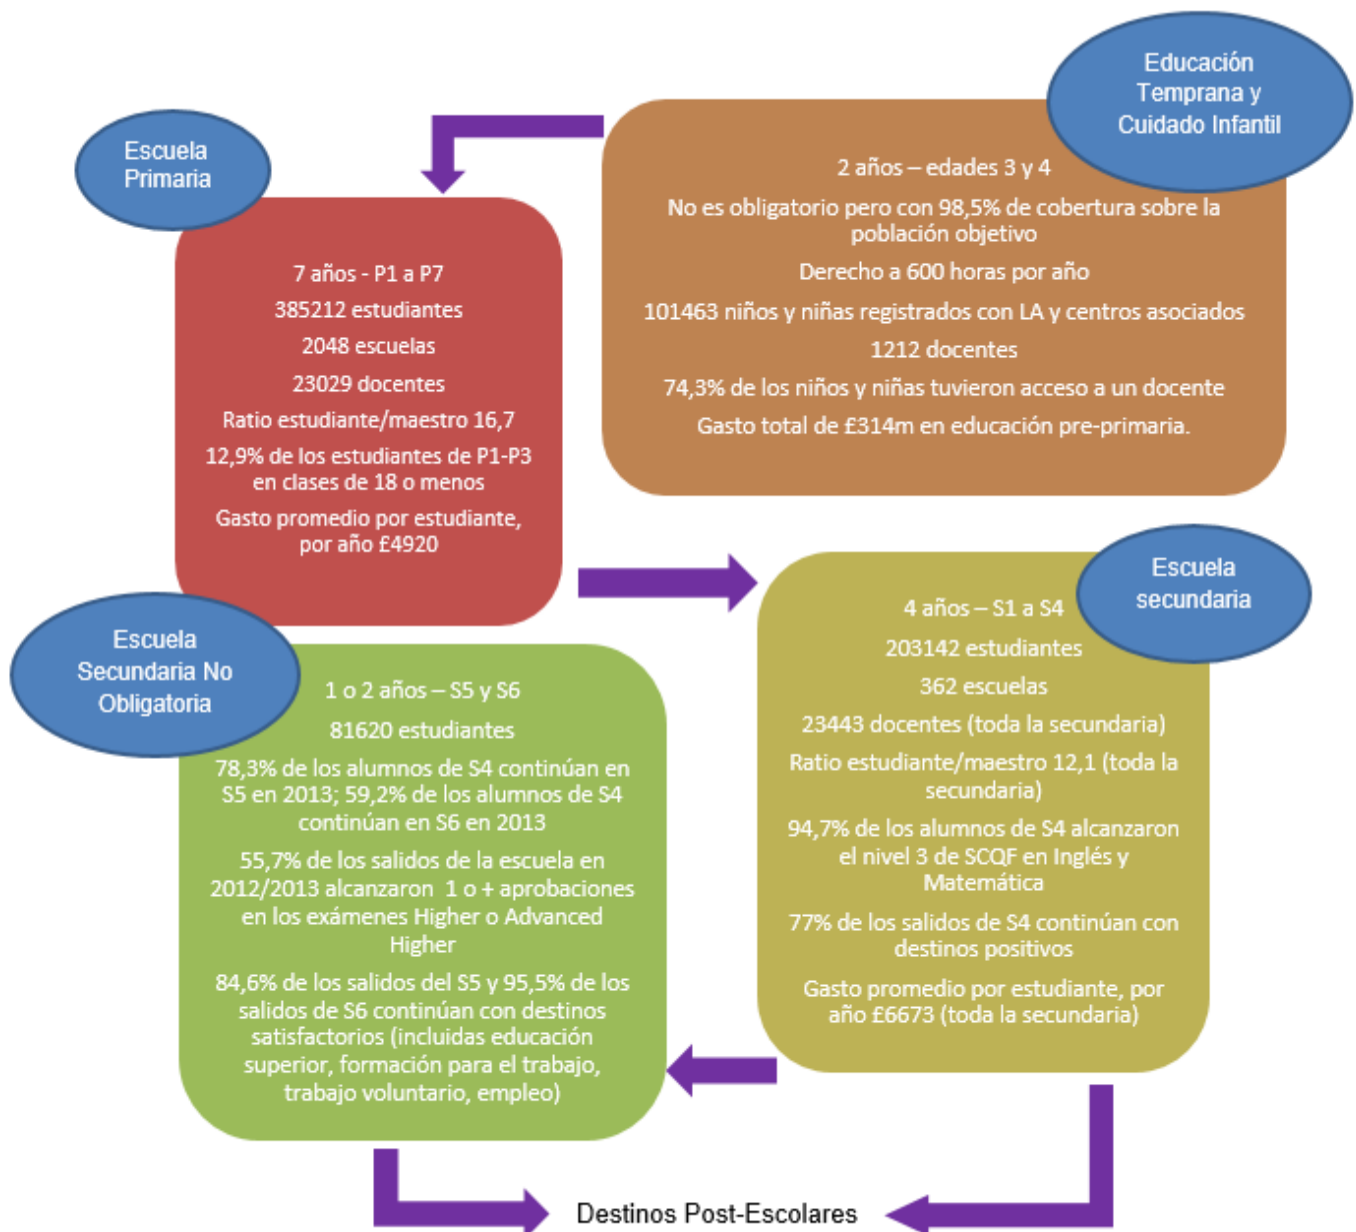 Educación
Temprana y
Cuidado Infantil
2 años – edades 3 y 4
No es obligatorio pero con 98,5% de cobertura sobre la
población objetivo
Derecho a 600 horas por año
101463 niños y niñas registrados con LA y centros asociados
1212 docentes
74,3% de los niños y niñas tuvieron acceso a un docente
Gasto total de £314m en educación pre-primaria.
Escuela
Primaria
7 años - P1 a P7
385212 estudiantes
2048 escuelas
23029 docentes
Ratio estudiante/maestro 16,7
12,9% de los estudiantes de P1-P3
en clases de 18 o menos
Gasto promedio por estudiante,
por año £4920
Escuela
secundaria
4 años – S1 a S4
203142 estudiantes
362 escuelas
23443 docentes (toda la secundaria)
Ratio estudiante/maestro 12,1 (toda la
secundaria)
94,7% de los alumnos de S4 alcanzaron
el nivel 3 de SCQF en Inglés y
Matemática
77% de los salidos de S4 continúan con
destinos positivos
Gasto promedio por estudiante, por
año £6673 (toda la secundaria)
Escuela
Secundaria No
Obligatoria
1 o 2 años – S5 y S6
81620 estudiantes
78,3% de los alumnos de S4 continúan en
S5 en 2013; 59,2% de los alumnos de S4
continúan en S6 en 2013
55,7% de los salidos de la escuela en
2012/2013 alcanzaron 1 o + aprobaciones
en los exámenes Higher o Advanced
Higher
84,6% de los salidos del S5 y 95,5% de los
salidos de S6 continúan con destinos
satisfactorios (incluidas educación
superior, formación para el trabajo,
trabajo voluntario, empleo)
Destinos Post-Escolares